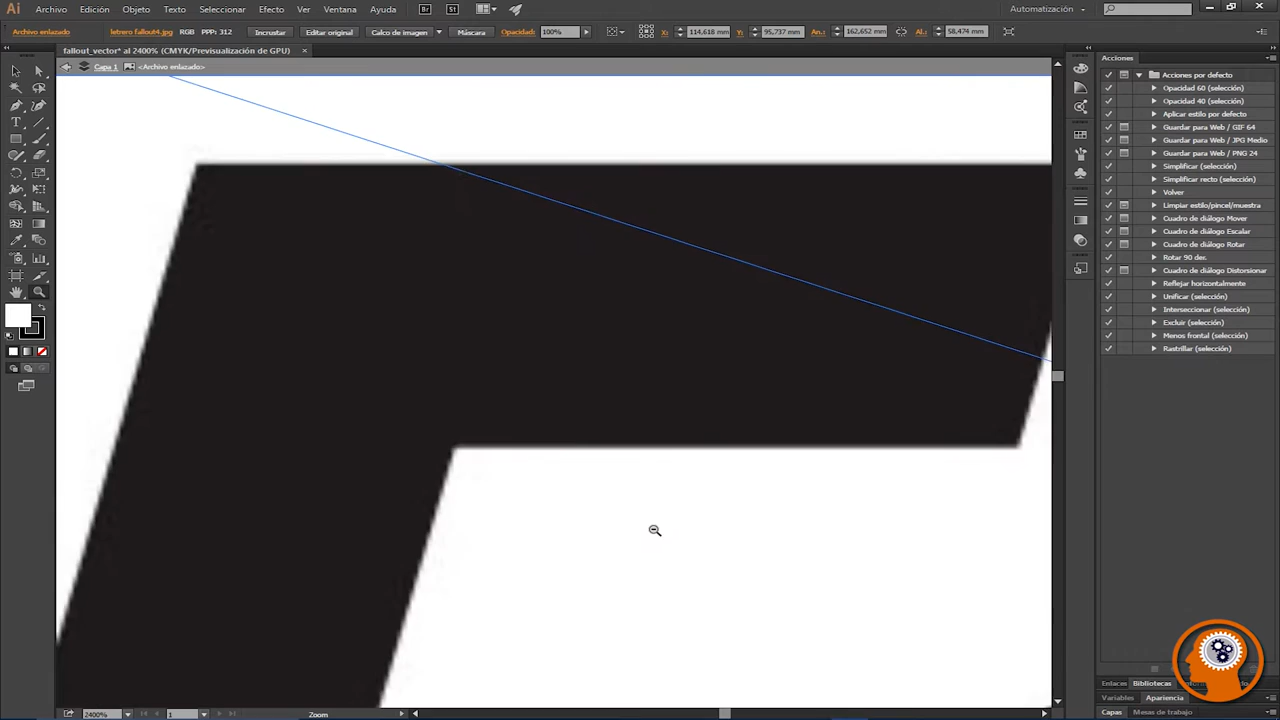 Ai Archivo Edición Objeto Texto Seleccionar Efecto Ver Ventana Ayuda Br St Automatización
Archivo enlazado letrero fallout4.jpg RGB PPP: 312 Incrustar Editar original Calco de imagen Máscara Opacidad: 100% X: 114,618 mm Y: 95,737 mm An.: 162,652 mm Al.: 58,474 mm
fallout_vector* al 2400% (CMYK/Previsualización de GPU) ×
Capa 1 <Archivo enlazado>
Acciones
Acciones por defecto
Opacidad 60 (selección)
Opacidad 40 (selección)
Aplicar estilo por defecto
Guardar para Web / GIF 64
Guardar para Web / JPG Medio
Guardar para Web / PNG 24
Simplificar (selección)
Simplificar recto (selección)
Volver
Limpiar estilo/pincel/muestra
Cuadro de diálogo Mover
Cuadro de diálogo Escalar
Cuadro de diálogo Rotar
Rotar 90 der.
Cuadro de diálogo Distorsionar
Reflejar horizontalmente
Unificar (selección)
Interseccionar (selección)
Excluir (selección)
Menos frontal (selección)
Rastrillar (selección)
Enlaces Bibliotecas
Variables Apariencia
Capas Mesas de trabajo
2400% 1 Zoom